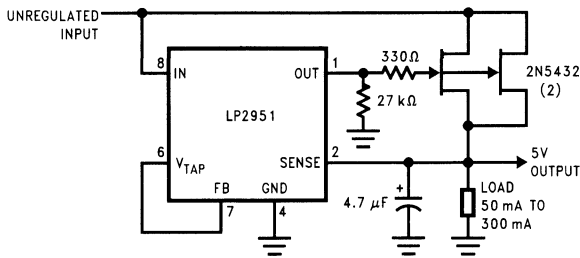 UNREGULATED
INPUT
8
IN
OUT
1
330Ω
2N5432
(2)
27 kΩ
LP2951
6
V_TAP
SENSE
2
5V
OUTPUT
FB
GND
7
4
+
4.7 μF
LOAD
50 mA TO
300 mA